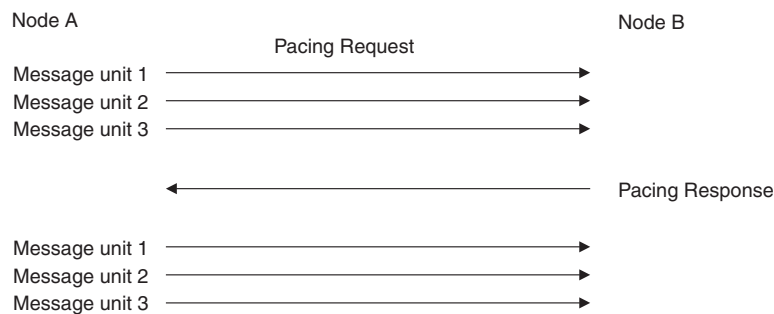 Node A
Node B
Pacing Request
Message unit 1
Message unit 2
Message unit 3
Pacing Response
Message unit 1
Message unit 2
Message unit 3